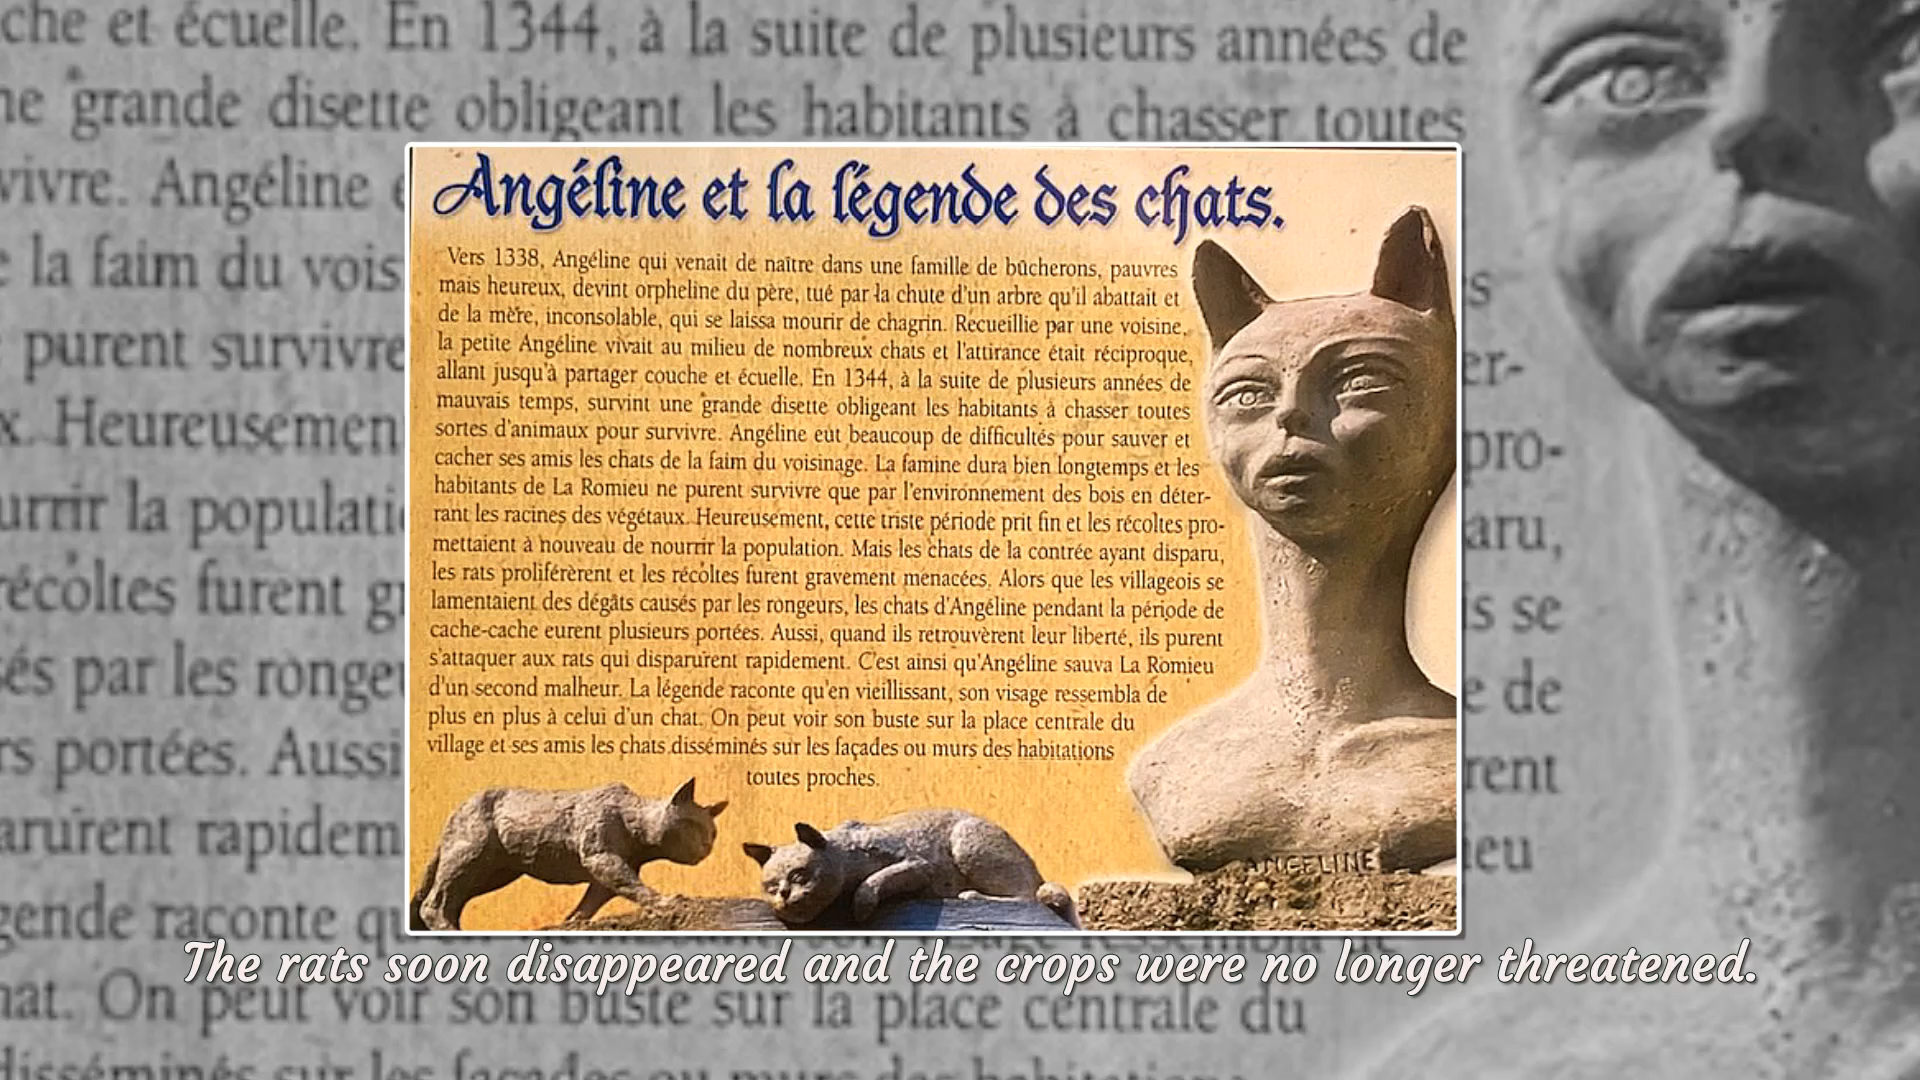 Angéline et la légende des chats.
Vers 1338, Angéline qui venait de naître dans une famille de bûcherons, pauvres
mais heureux, devint orpheline du père, tué par la chute d'un arbre qu'il abattait et
de la mère, inconsolable, qui se laissa mourir de chagrin. Recueillie par une voisine,
la petite Angéline vivait au milieu de nombreux chats et l'attirance était réciproque,
allant jusqu'à partager couche et écuelle. En 1344, à la suite de plusieurs années de
mauvais temps, survint une grande disette obligeant les habitants à chasser toutes
sortes d'animaux pour survivre. Angéline eut beaucoup de difficultés pour sauver et
cacher ses amis les chats de la faim du voisinage. La famine dura bien longtemps et les
habitants de La Romieu ne purent survivre que par l'environnement des bois en déter-
rant les racines des végétaux. Heureusement, cette triste période prit fin et les récoltes pro-
mettaient à nouveau de nourrir la population. Mais les chats de la contrée ayant disparu,
les rats proliférèrent et les récoltes furent gravement menacées. Alors que les villageois se
lamentaient des dégâts causés par les rongeurs, les chats d'Angéline pendant la période de
cache-cache eurent plusieurs portées. Aussi, quand ils retrouvèrent leur liberté, ils purent
s'attaquer aux rats qui disparurent rapidement. C'est ainsi qu'Angéline sauva La Romieu
d'un second malheur. La légende raconte qu'en vieillissant, son visage ressembla de
plus en plus à celui d'un chat. On peut voir son buste sur la place centrale du
village et ses amis les chats disséminés sur les façades ou murs des habitations
toutes proches.
ANGELINE
The rats soon disappeared and the crops were no longer threatened.